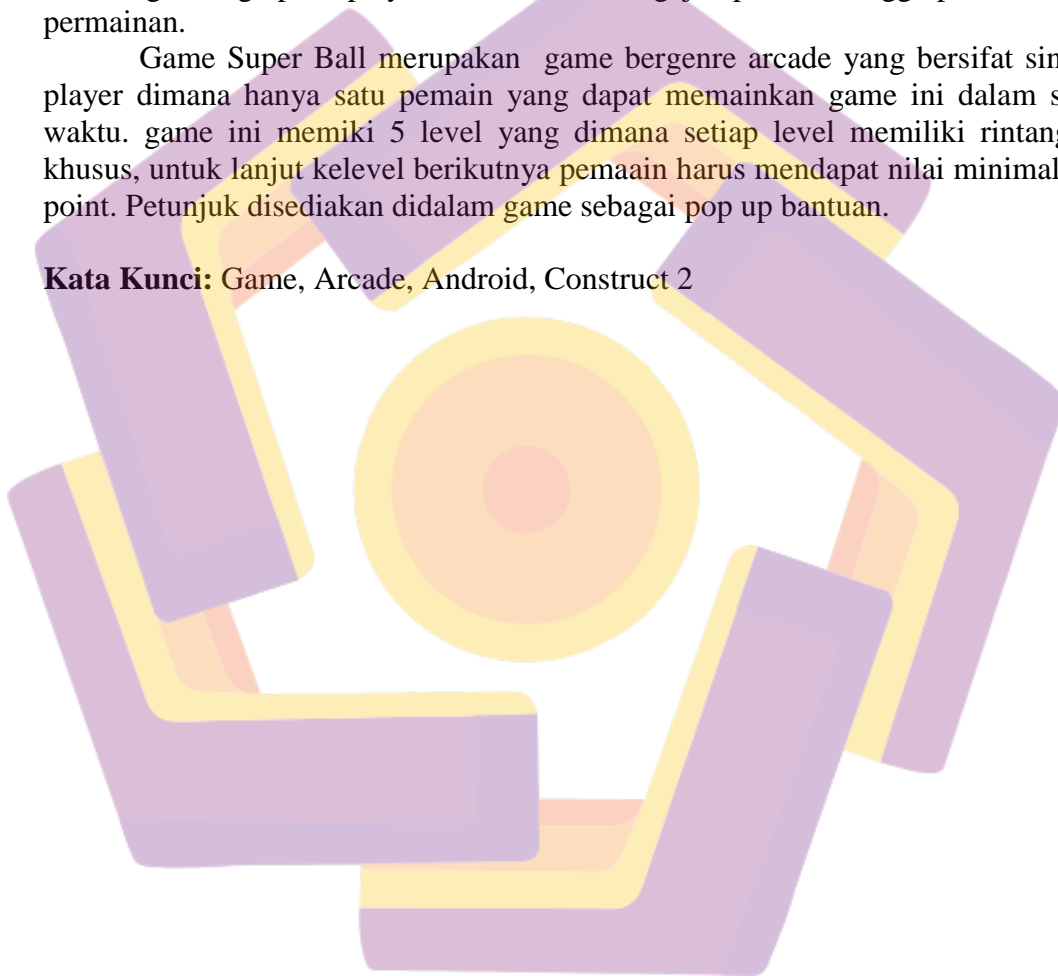 permainan.
Game Super Ball merupakan game bergenre arcade yang bersifat
player dimana hanya satu pemain yang dapat memainkan game ini dalam
waktu. game ini memiki 5 level yang dimana setiap level memiliki
khusus, untuk lanjut kelevel berikutnya pemaain harus mendapat nilai minimal
point. Petunjuk disediakan didalam game sebagai pop up bantuan.
Kata Kunci: Game, Arcade, Android, Construct 2